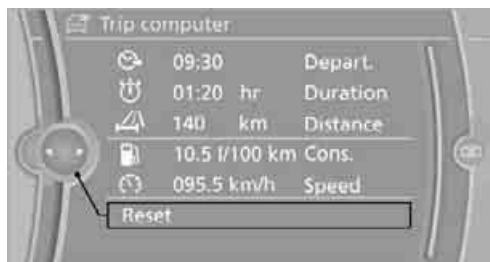 Trip computer
09:30 Depart.
01:20 hr Duration
140 km Distance
10.5 l/100 km Cons.
095.5 km/h Speed
Reset